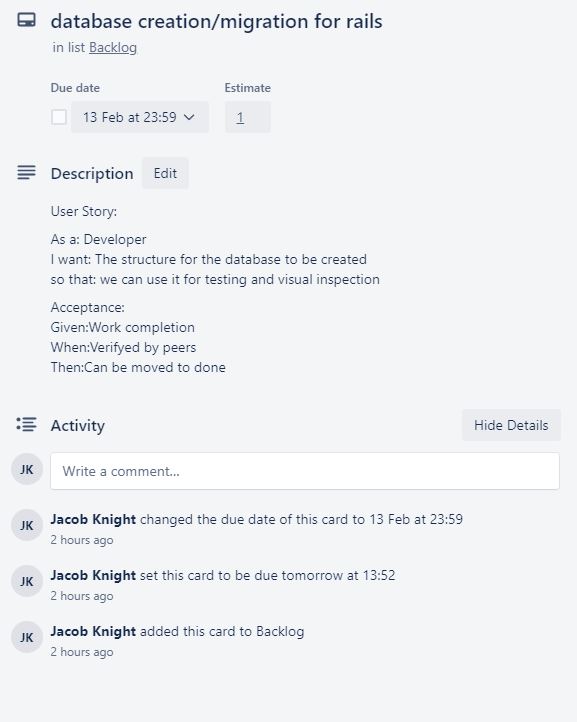 database creation/migration for rails
in list Backlog
Due date Estimate
13 Feb at 23:59 1
Description Edit
User Story:
As a: Developer
I want: The structure for the database to be created
so that: we can use it for testing and visual inspection
Acceptance:
Given:Work completion
When:Verifyed by peers
Then:Can be moved to done
Activity Hide Details
JK Write a comment...
JK Jacob Knight changed the due date of this card to 13 Feb at 23:59
2 hours ago
JK Jacob Knight set this card to be due tomorrow at 13:52
2 hours ago
JK Jacob Knight added this card to Backlog
2 hours ago